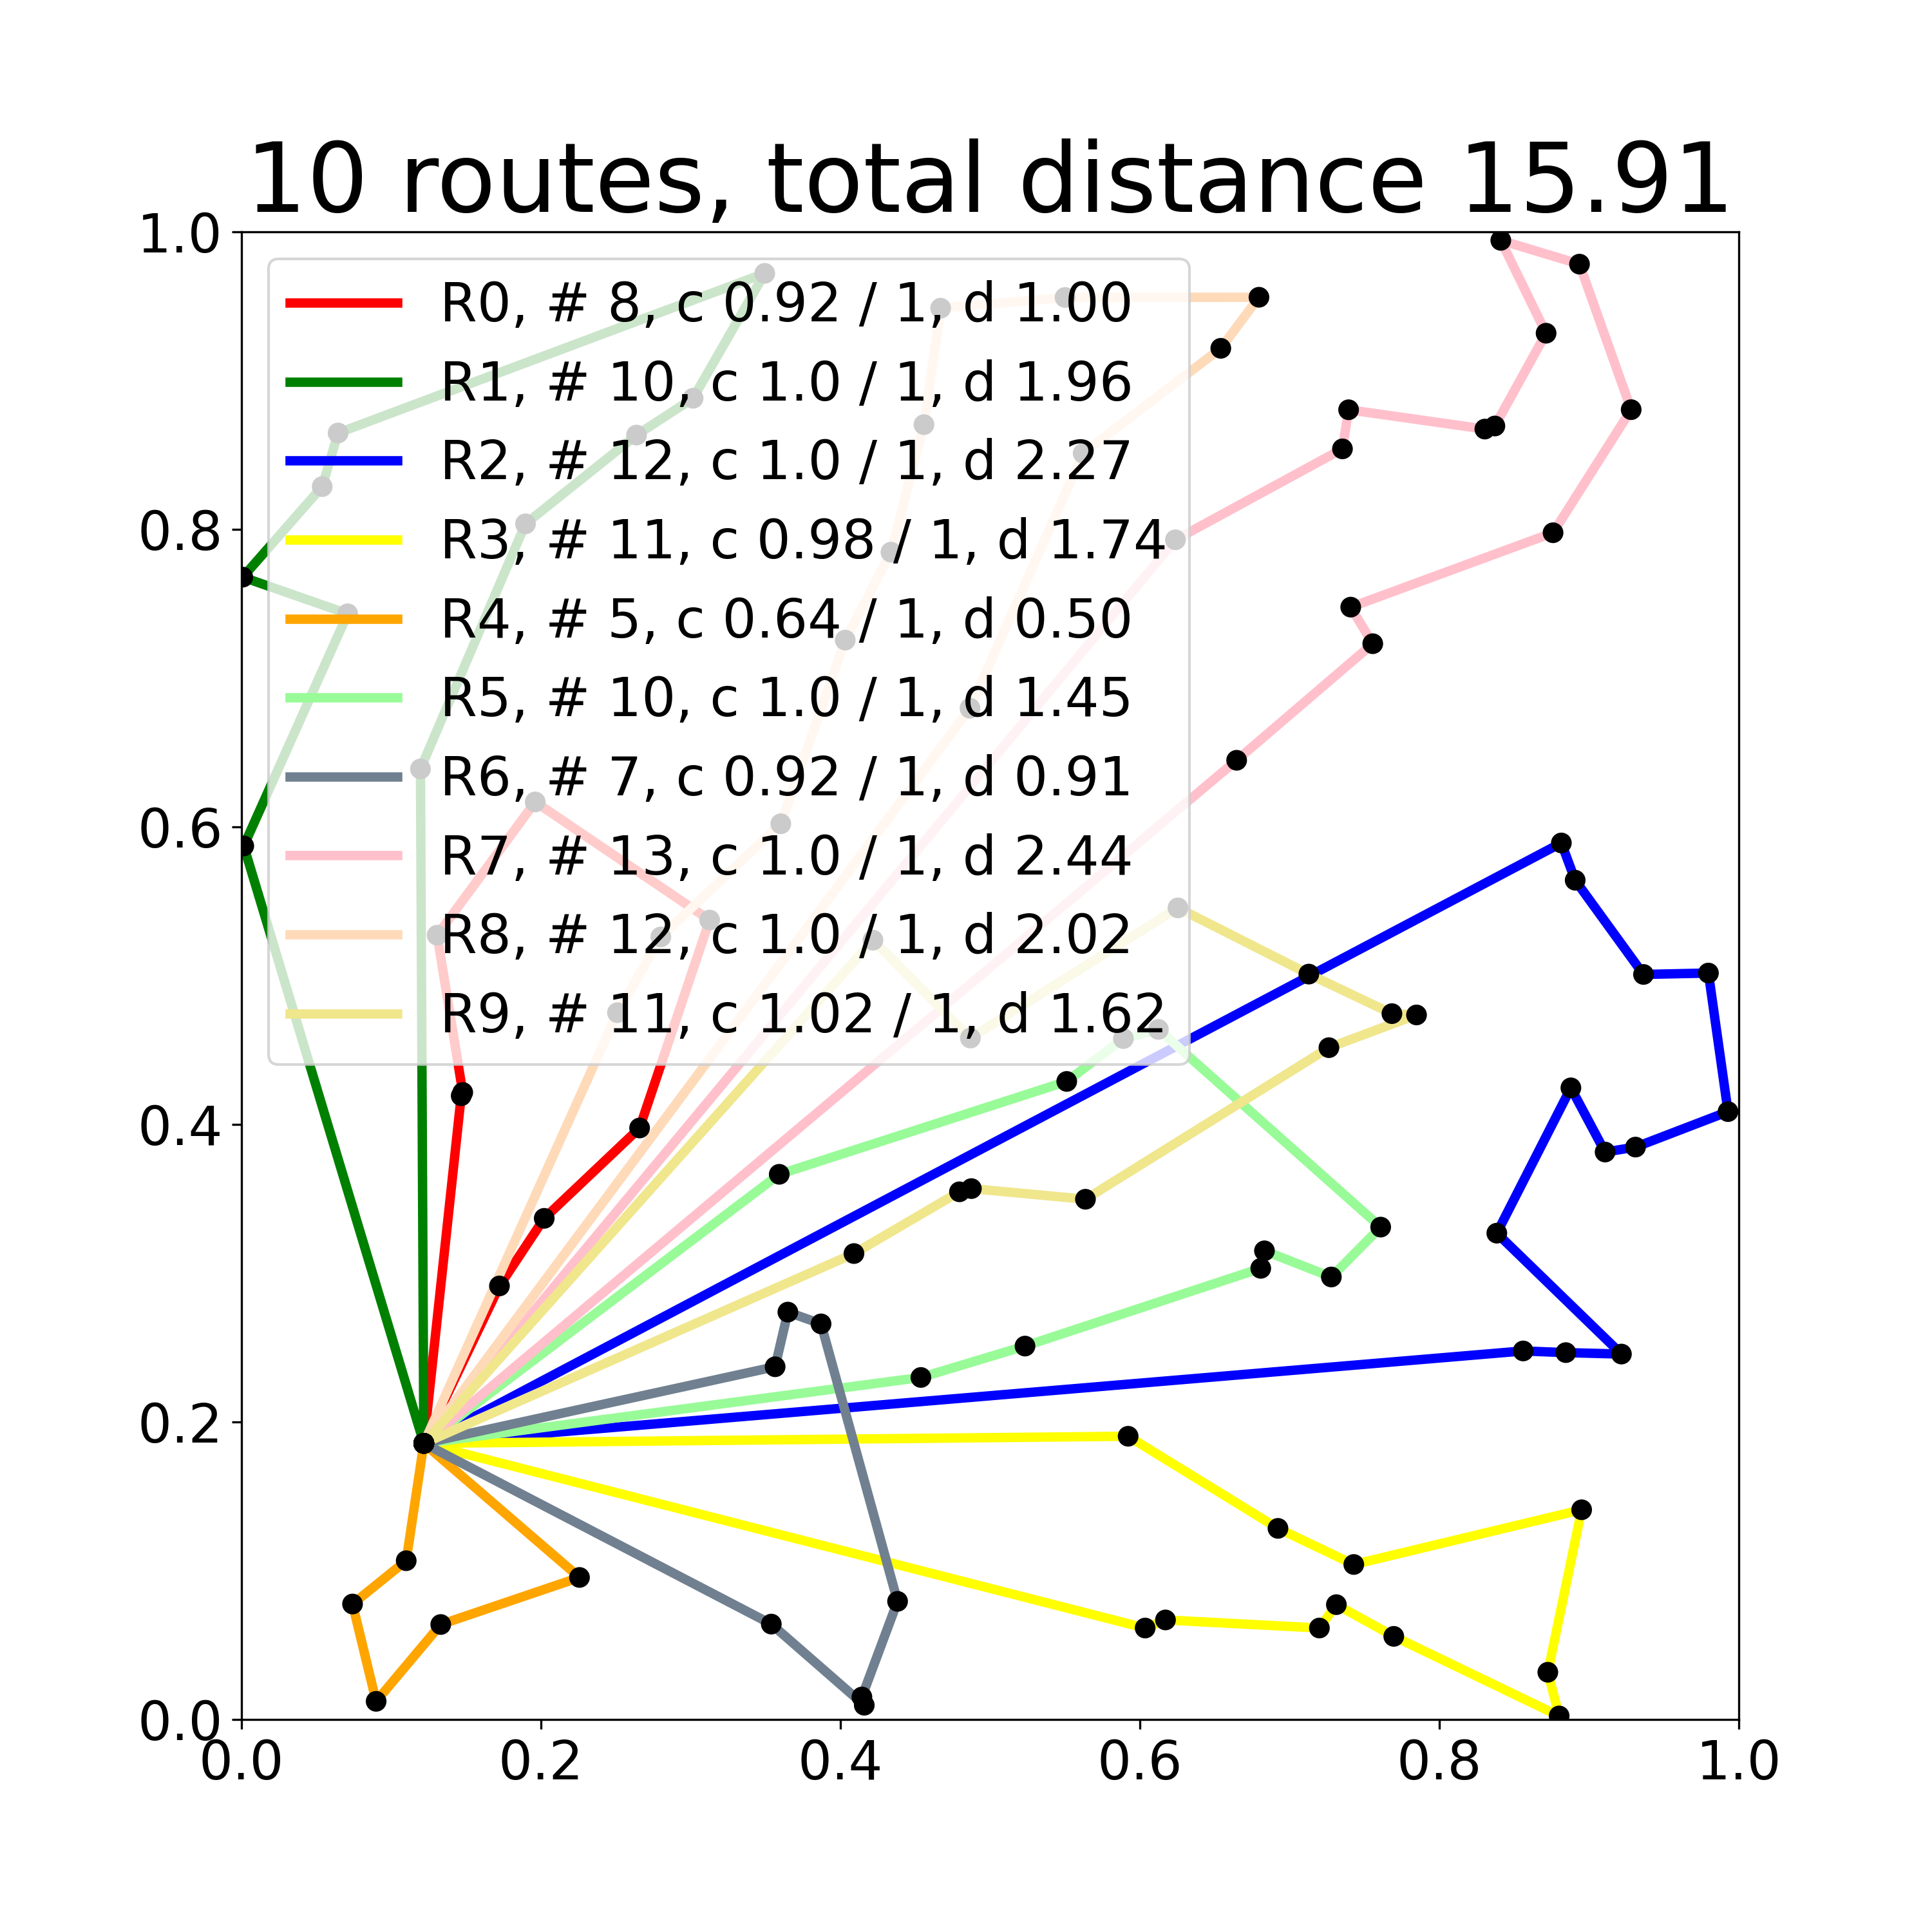 10 routes, total distance 15.91
1.0
0.8
0.6
0.4
0.2
0.0
R0, # 8, c 0.92 / 1, d 1.00
R1, # 10, c 1.0 / 1, d 1.96
R2, # 12, c 1.0 / 1, d 2.27
R3, # 11, c 0.98 / 1, d 1.74
R4, # 5, c 0.64 / 1, d 0.50
R5, # 10, c 1.0 / 1, d 1.45
R6, # 7, c 0.92 / 1, d 0.91
R7, # 13, c 1.0 / 1, d 2.44
R8, # 12, c 1.0 / 1, d 2.02
R9, # 11, c 1.02 / 1, d 1.62
0.0 0.2 0.4 0.6 0.8 1.0